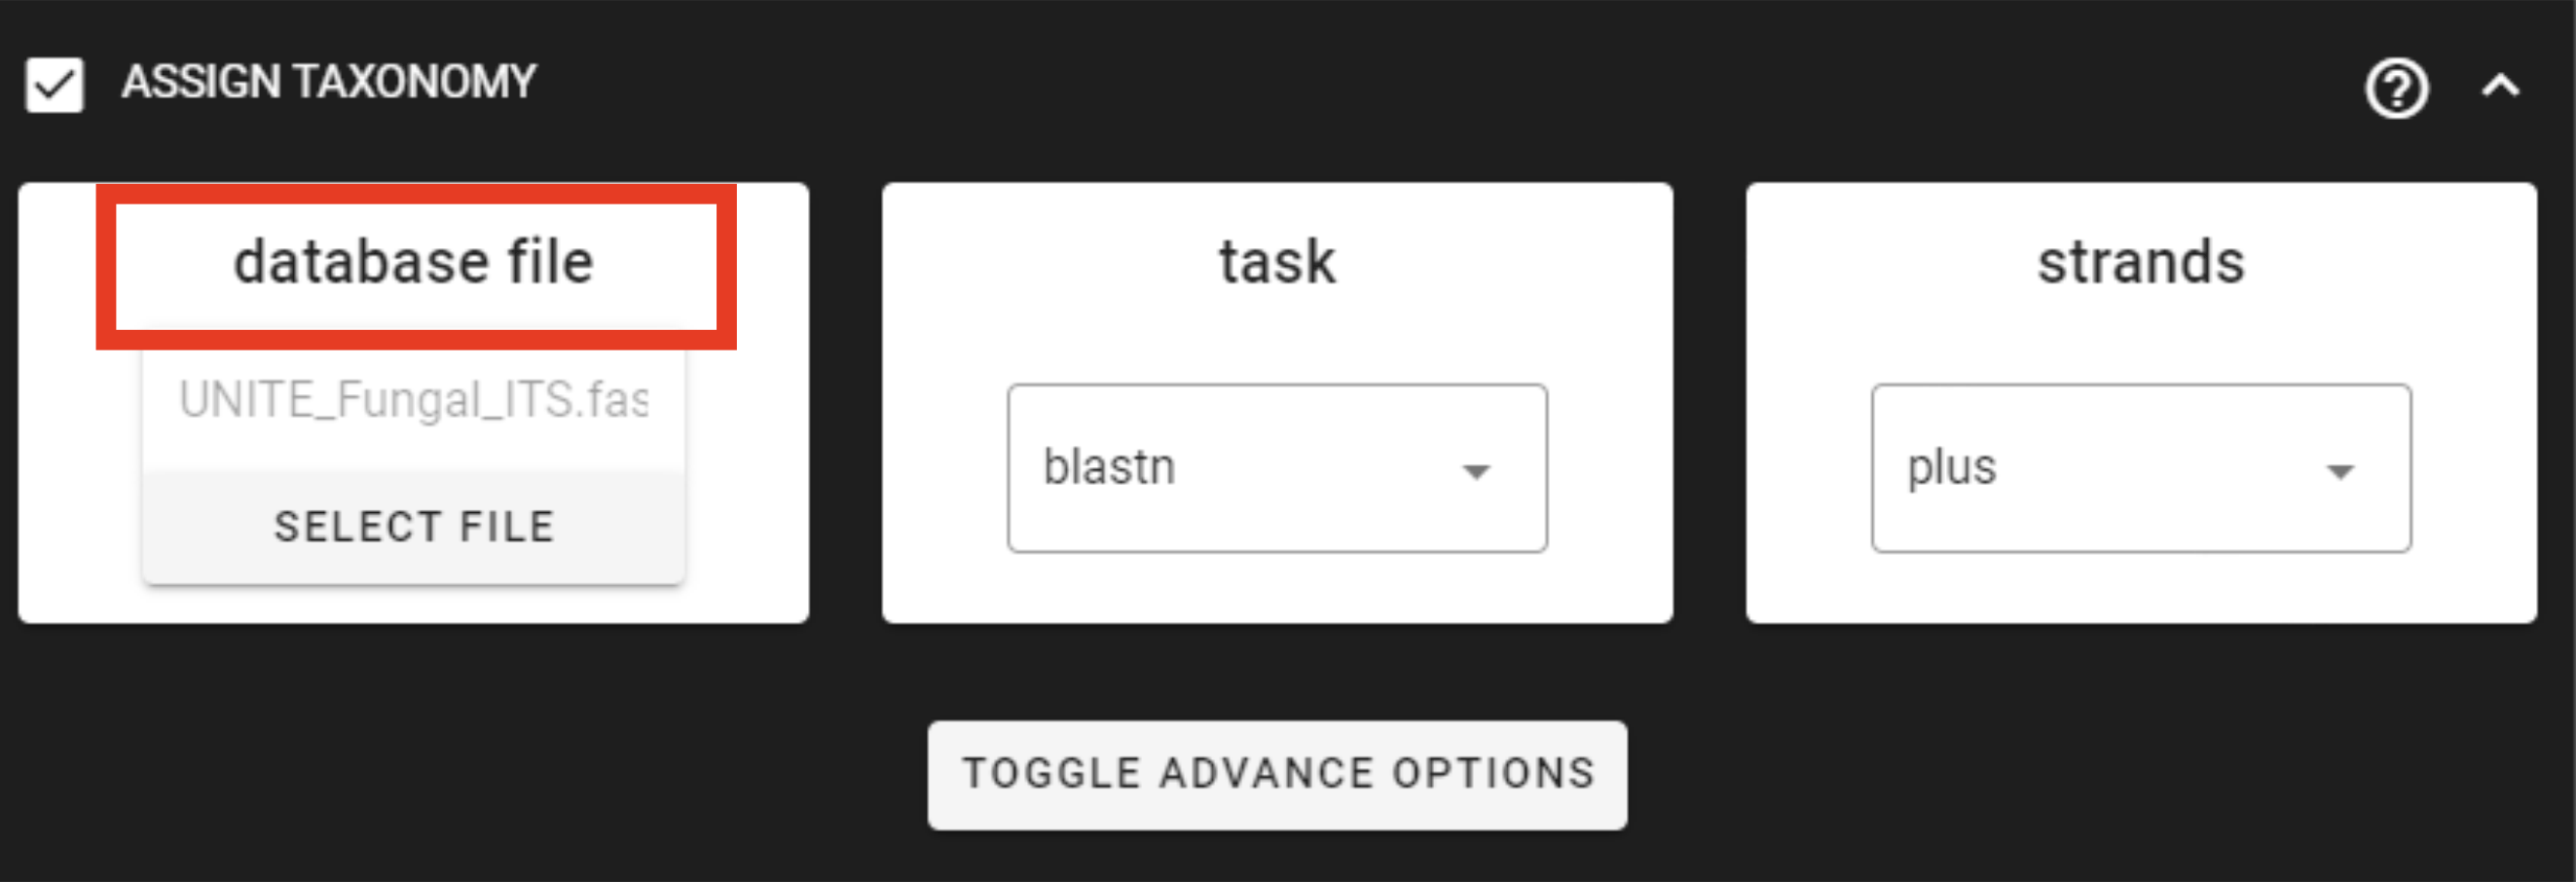 ASSIGN TAXONOMY
database file
UNITE_Fungal_ITS.fas
SELECT FILE
task
blastn
strands
plus
TOGGLE ADVANCE OPTIONS